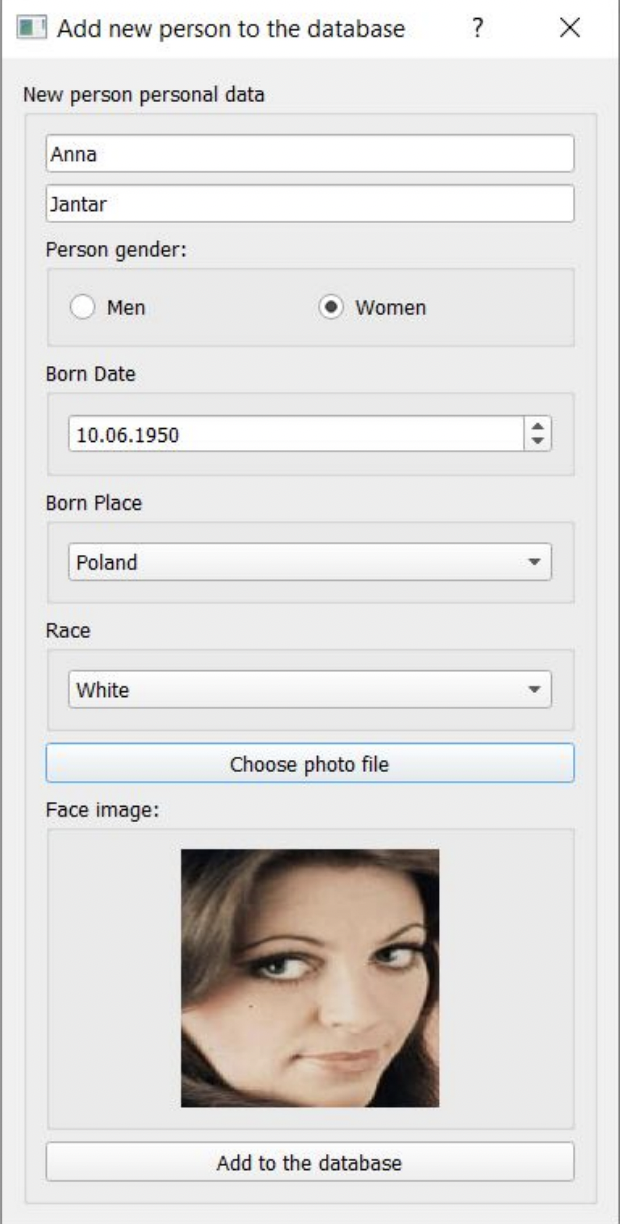 Add new person to the database ?
New person personal data
Anna
Jantar
Person gender:
Men Women
Born Date
10.06.1950
Born Place
Poland
Race
White
Choose photo file
Face image:
Add to the database